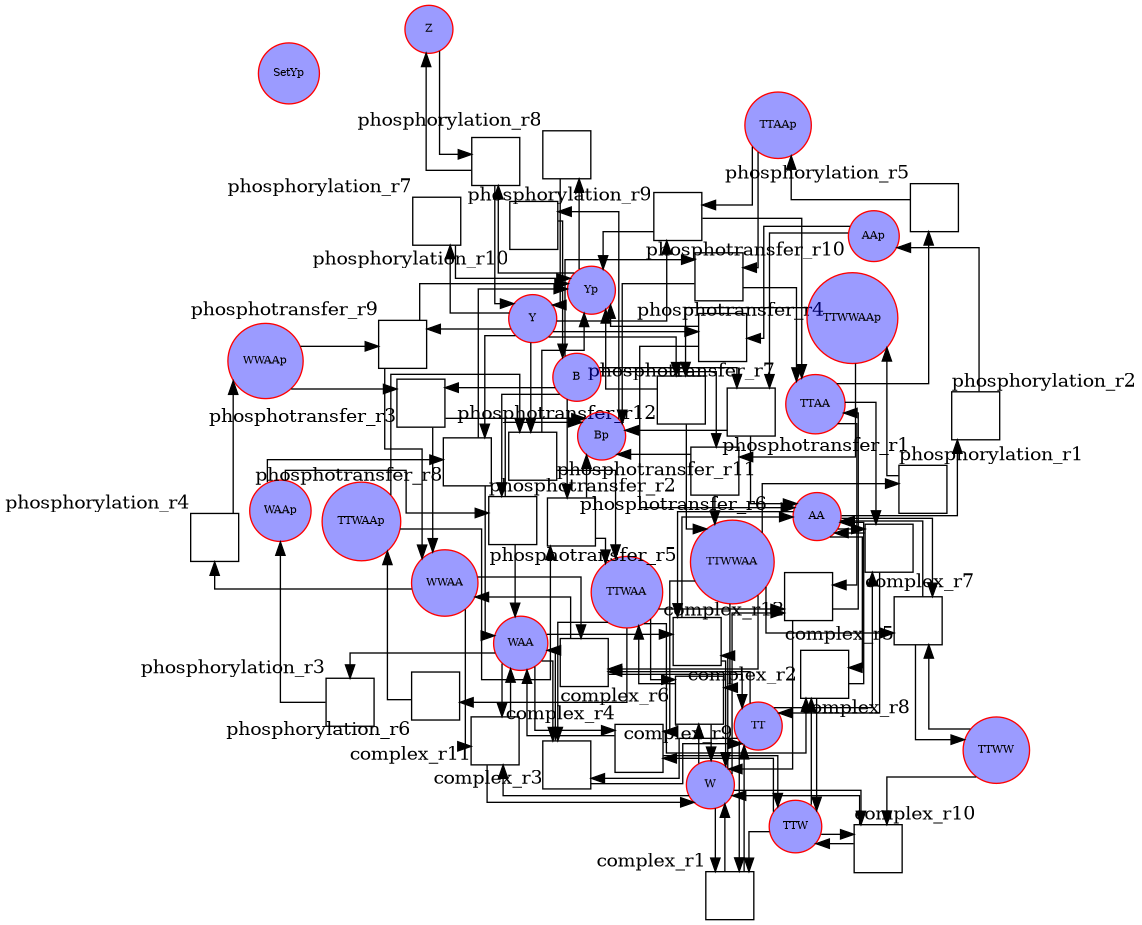 Z
SetYp
phosphorylation_r8
TTAAp
phosphorylation_r5
phosphorylation_r7
phosphorylation_r9
AAp
phosphotransfer_r10
phosphorylation_r10
Yp
phosphotransfer_r9
phosphotransfer_r4
Y
TTWWAAp
WWAAp
phosphotransfer_r7
B
phosphorylation_r2
TTAA
phosphotransfer_r3
phosphotransfer_r12
Bp
phosphotransfer_r1
phosphorylation_r1
phosphotransfer_r8
phosphotransfer_r11
phosphotransfer_r2
phosphorylation_r4
WAAp
phosphotransfer_r6
AA
TTWWAAp
phosphotransfer_r5
TTWWAA
WWAA
complex_r7
TTWAA
complex_r12
complex_r5
WAA
phosphorylation_r3
complex_r2
complex_r6
complex_r8
complex_r4
phosphorylation_r6
TT
complex_r9
complex_r11
TTWW
complex_r3
W
complex_r10
TTW
complex_r1